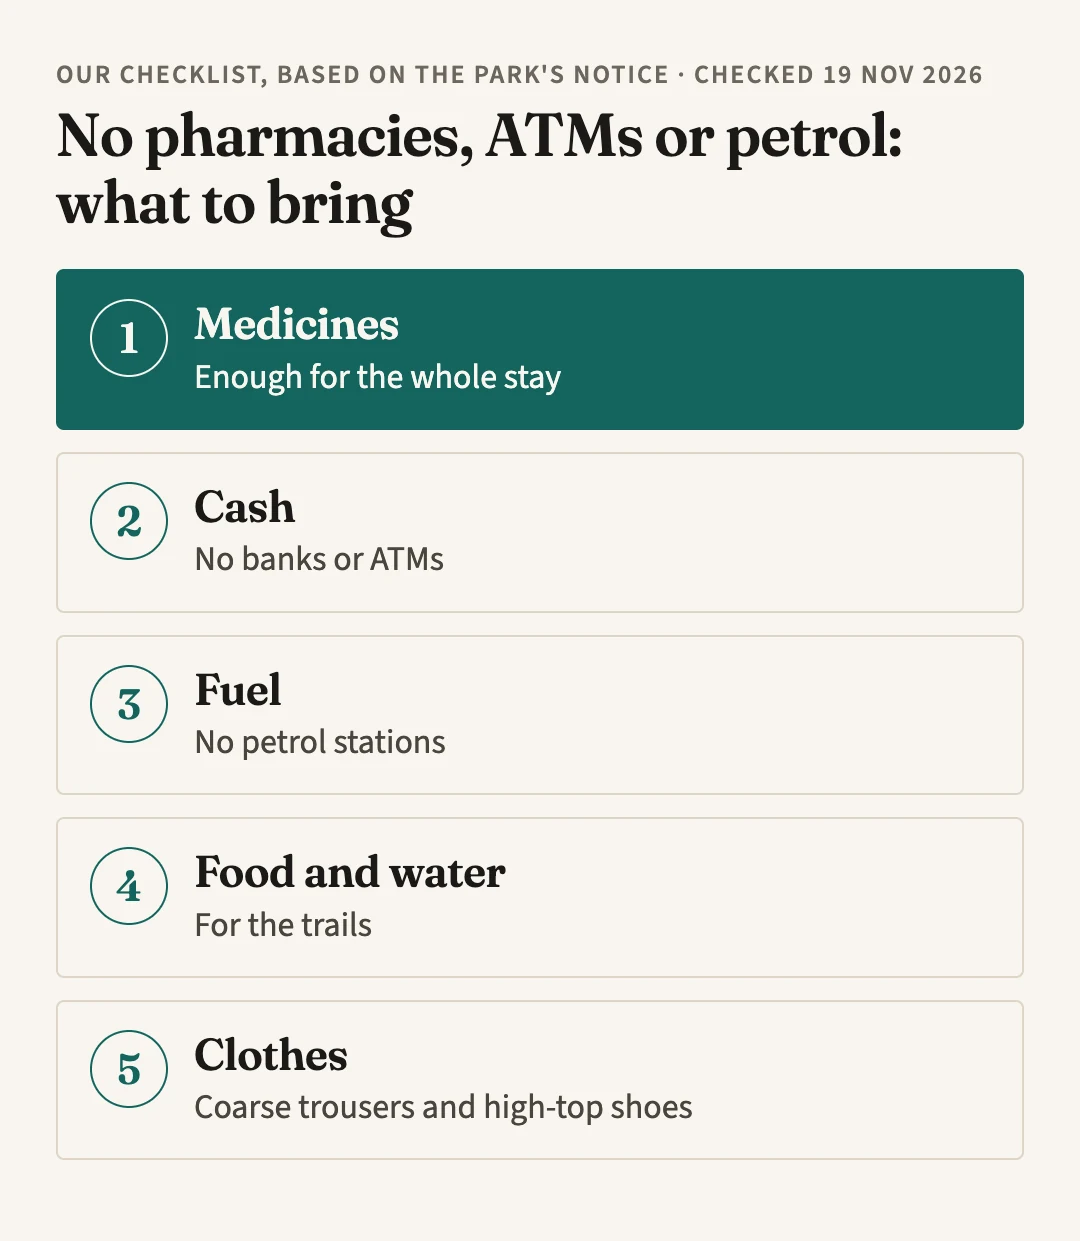 OUR CHECKLIST, BASED ON THE PARK'S NOTICE · CHECKED 19 NOV 2026
No pharmacies, ATMs or petrol:
what to bring
1
Medicines
Enough for the whole stay
2
Cash
No banks or ATMs
3
Fuel
No petrol stations
4
Food and water
For the trails
5
Clothes
Coarse trousers and high-top shoes